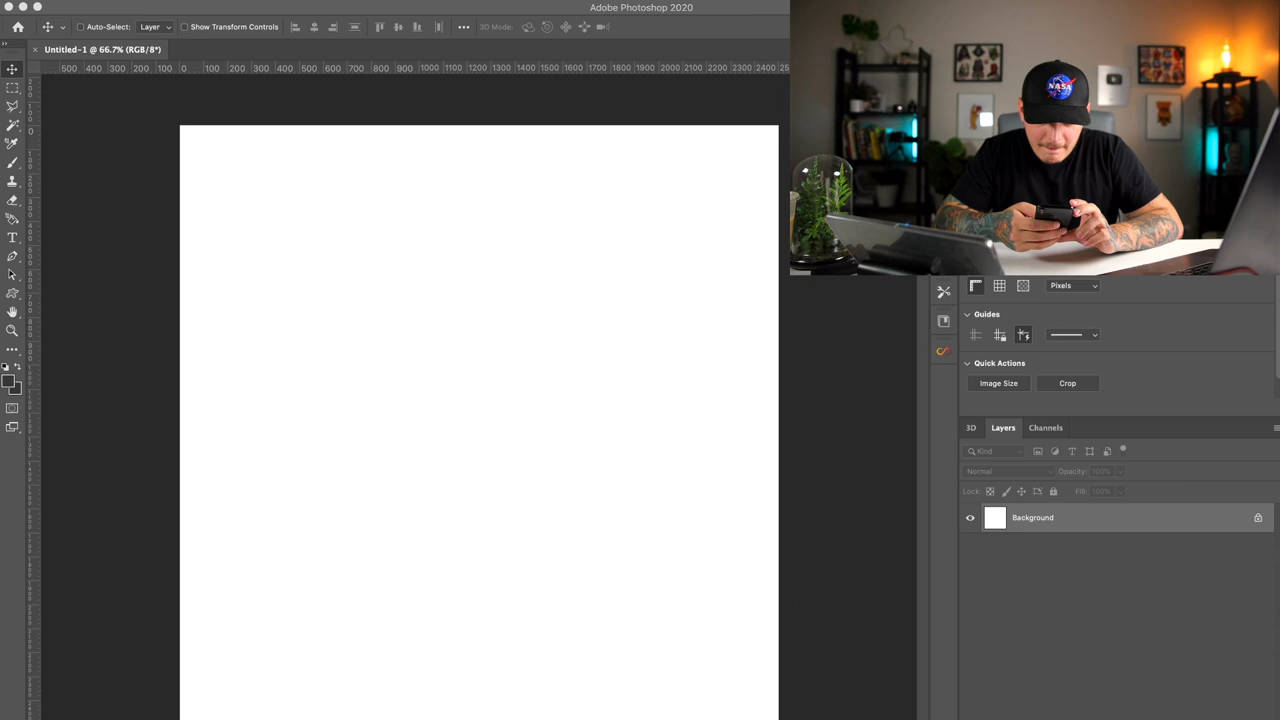 Adobe Photoshop 2020
Auto-Select: Layer Show Transform Controls 3D Mode:
Untitled-1 @ 66.7% (RGB/8*)
500 400 300 200 100 0 100 200 300 400 500 600 700 800 900 1000 1100 1200 1300 1400 1500 1600 1700 1800 1900 2000 2100 2200 2300 2400
NASA
Pixels
Guides
Quick Actions
Image Size Crop
3D Layers Channels
Kind
Normal Opacity: 100%
Lock: Fill: 100%
Background